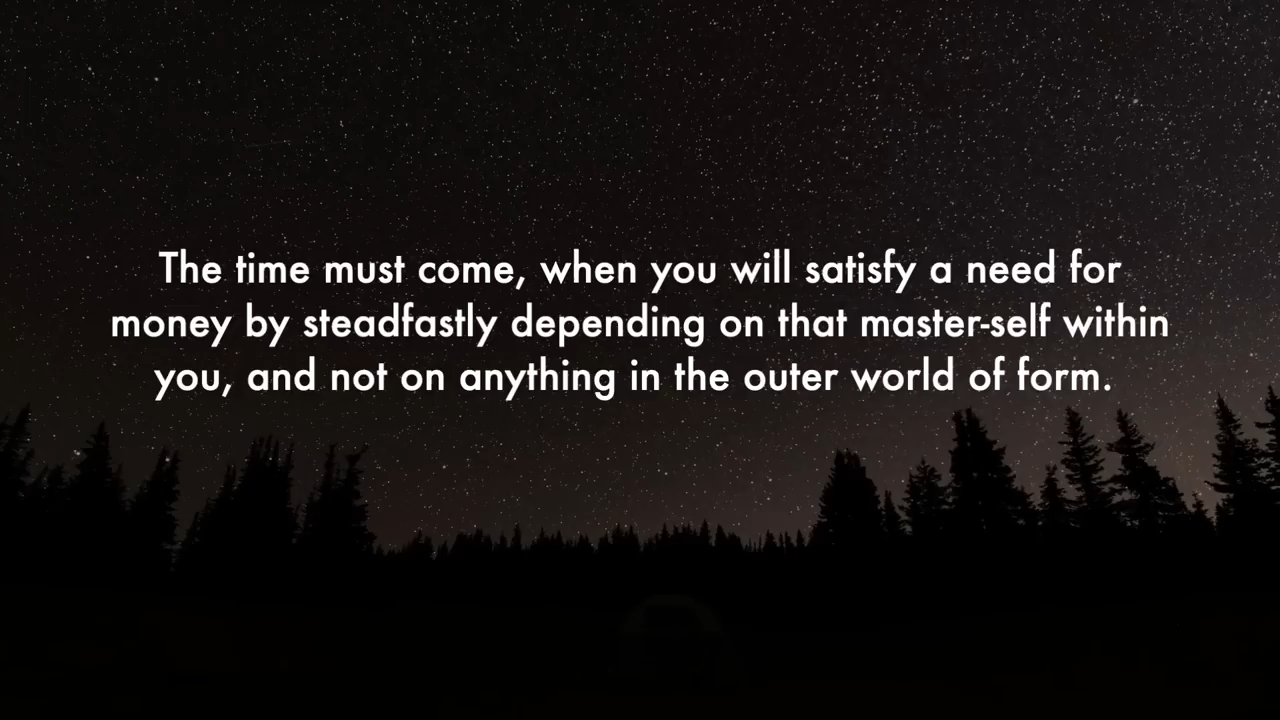 The time must come, when you will satisfy a need for
money by steadfastly depending on that master-self within
you, and not on anything in the outer world of form.